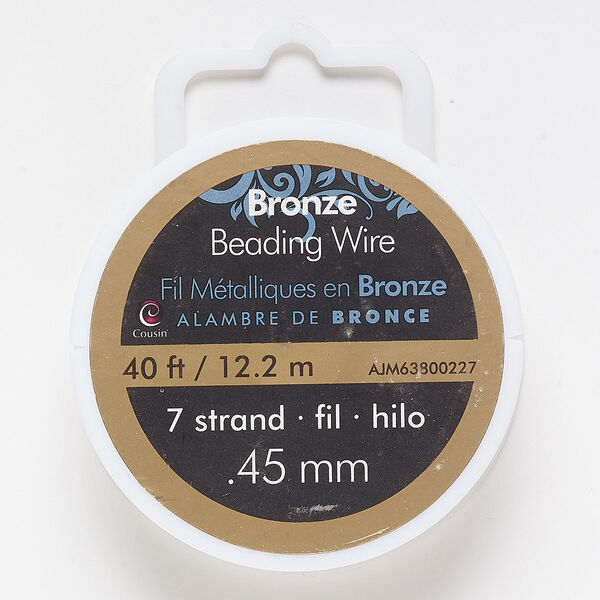 Bronze
Beading Wire
Fil Métalliques en Bronze
ALAMBRE DE BRONCE
Cousin
40 ft / 12.2 m AJM63800227
7 strand · fil · hilo
.45 mm